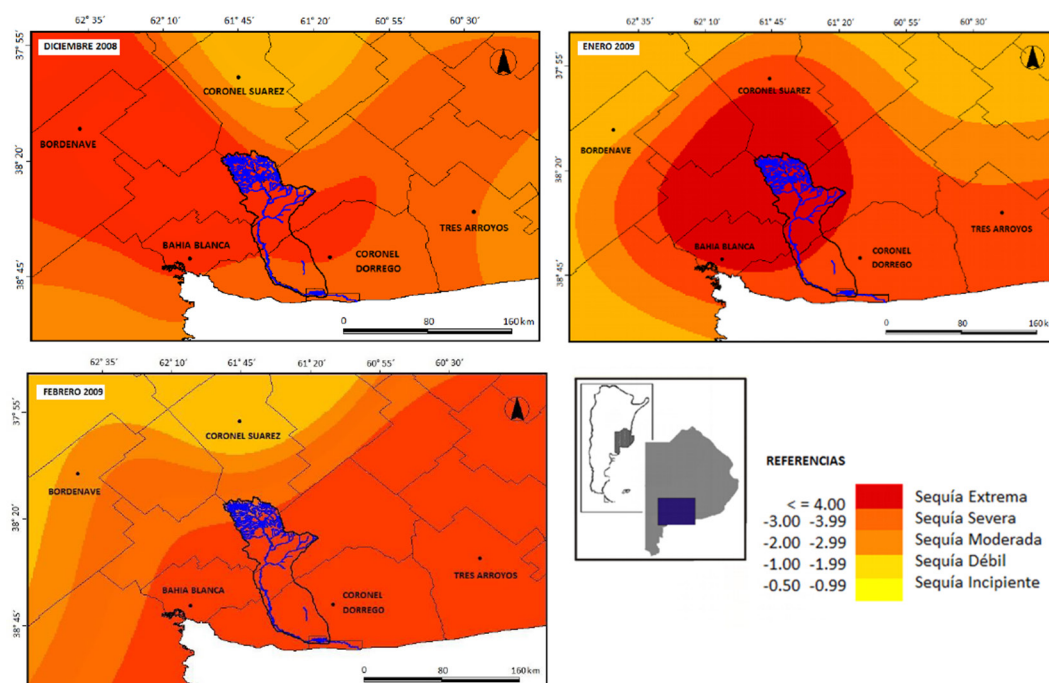 62° 35´ 62° 10´ 61° 45´ 61° 20´ 60° 55´ 60° 30´
DICIEMBRE 2008
37° 55´
38° 20´
38° 45´
CORONEL SUAREZ
BORDENAVE
TRES ARROYOS
BAHIA BLANCA
CORONEL
DORREGO
0 80 160 km
62° 35´ 62° 10´ 61° 45´ 61° 20´ 60° 55´ 60° 30´
ENERO 2009
37° 55´
38° 20´
38° 45´
CORONEL SUAREZ
BORDENAVE
TRES ARROYOS
BAHIA BLANCA
CORONEL
DORREGO
0 80 160 km
62° 35´ 62° 10´ 61° 45´ 61° 20´ 60° 55´ 60° 30´
FEBRERO 2009
37° 55´
38° 20´
38° 45´
CORONEL SUAREZ
BORDENAVE
TRES ARROYOS
BAHIA BLANCA
CORONEL
DORREGO
0 80 160 km
REFERENCIAS
< = 4.00 Sequía Extrema
-3.00 -3.99 Sequía Severa
-2.00 -2.99 Sequía Moderada
-1.00 -1.99 Sequía Débil
-0.50 -0.99 Sequía Incipiente